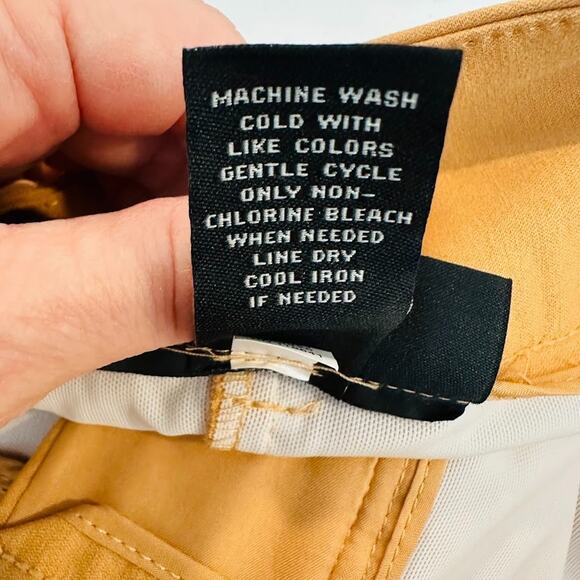 MACHINE WASH
COLD WITH
LIKE COLORS
GENTLE CYCLE
ONLY NON-
CHLORINE BLEACH
WHEN NEEDED
LINE DRY
COOL IRON
IF NEEDED